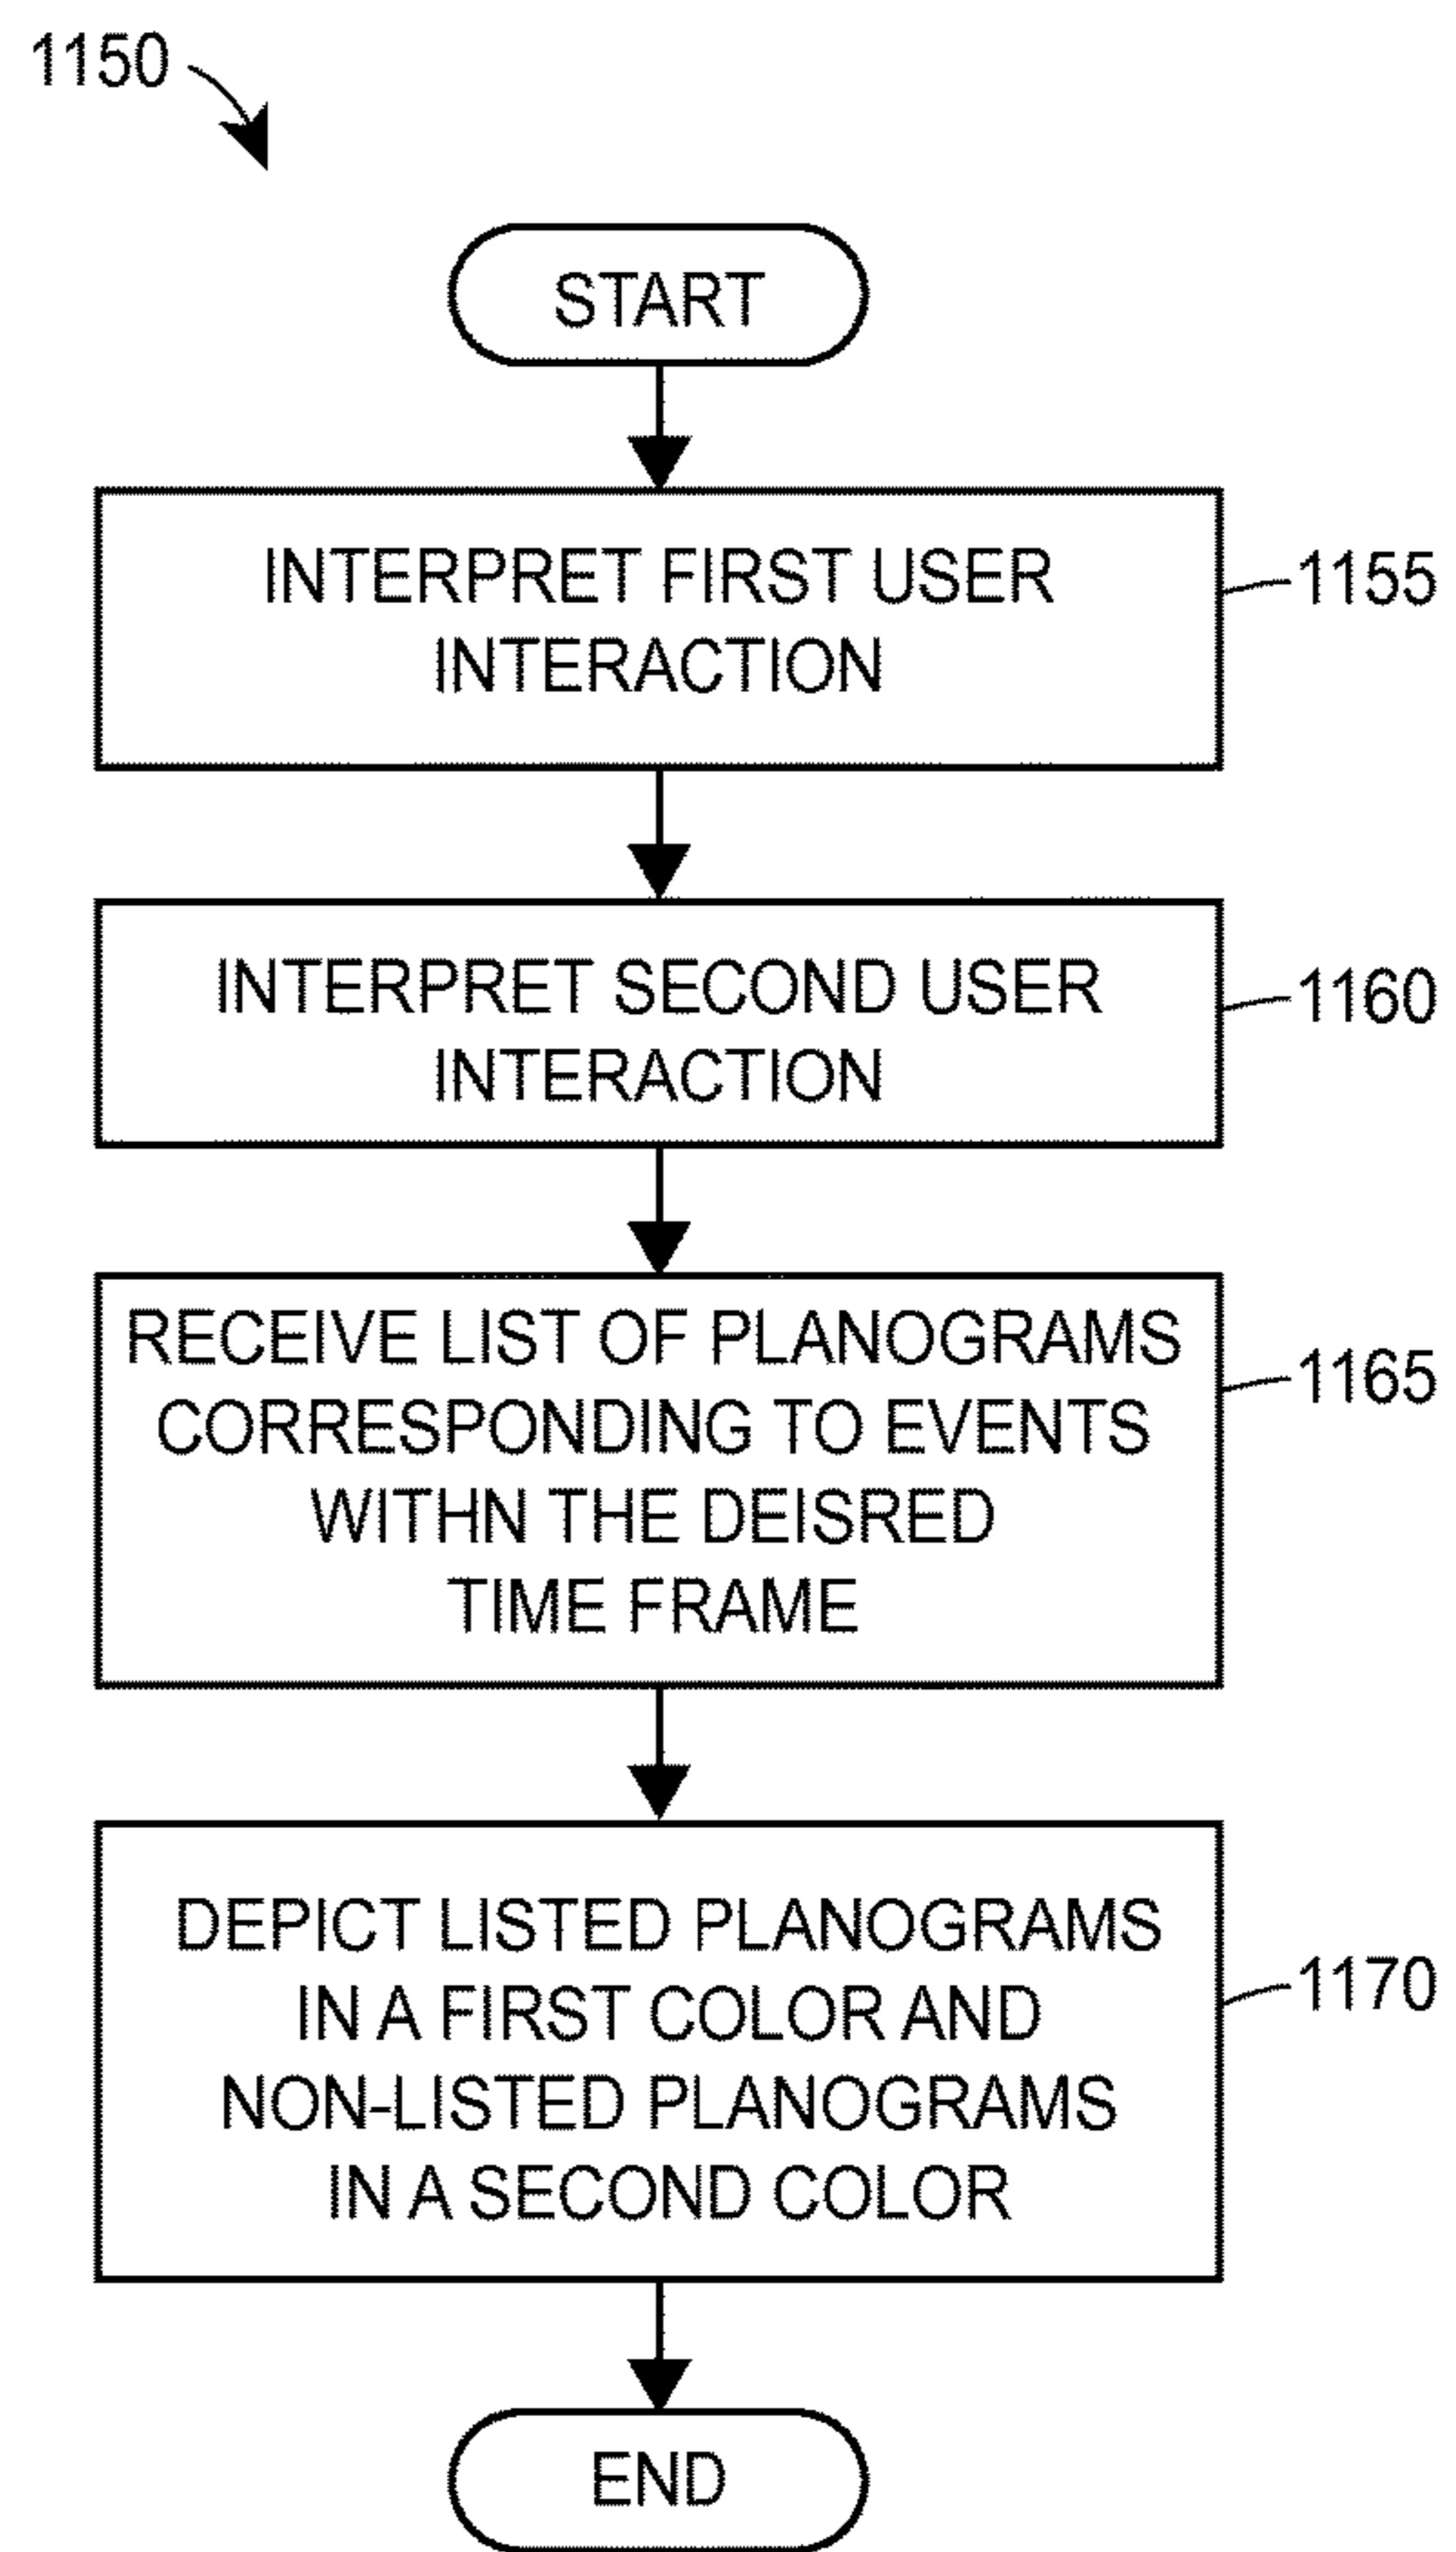 1150
START
INTERPRET FIRST USER
INTERACTION
1155
INTERPRET SECOND USER
INTERACTION
1160
RECEIVE LIST OF PLANOGRAMS
CORRESPONDING TO EVENTS
WITHN THE DEISRED
TIME FRAME
1165
DEPICT LISTED PLANOGRAMS
IN A FIRST COLOR AND
NON-LISTED PLANOGRAMS
IN A SECOND COLOR
1170
END